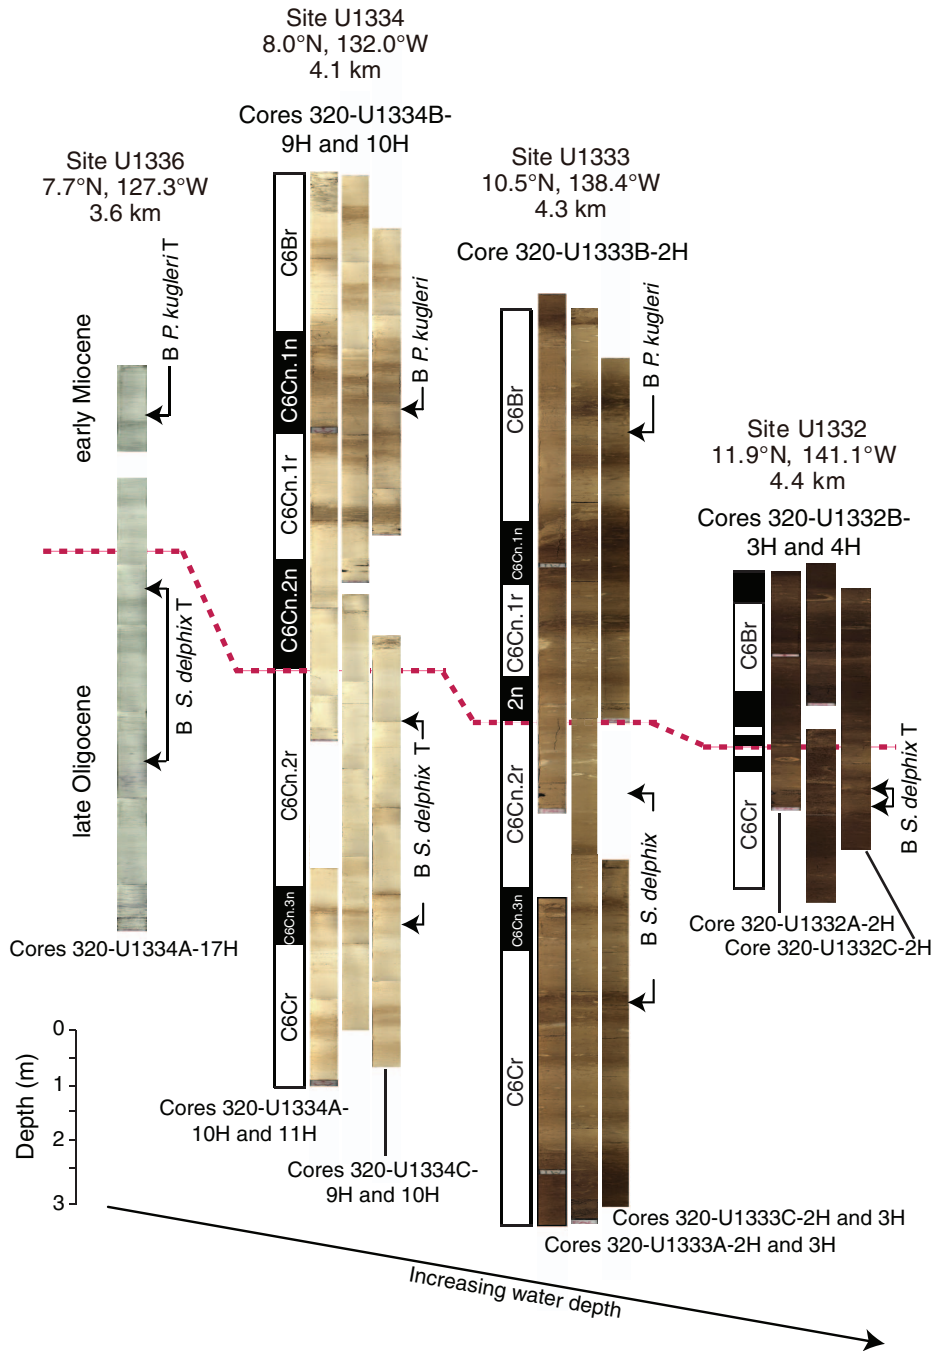 Site U1334
8.0°N, 132.0°W
4.1 km
Cores 320-U1334B-
9H and 10H
Site U1336
7.7°N, 127.3°W
3.6 km
Site U1333
10.5°N, 138.4°W
4.3 km
Core 320-U1333B-2H
Site U1332
11.9°N, 141.1°W
4.4 km
Cores 320-U1332B-
3H and 4H
early Miocene
late Oligocene
B P. kugleri T
B S. delphix T
Cores 320-U1334A-17H
C6Br
C6Cn.1n
C6Cn.1r
C6Cn.2n
C6Cn.2r
C6Cn.3n
C6Cr
B P. kugleri
B S. delphix T
Cores 320-U1334A-
10H and 11H
Cores 320-U1334C-
9H and 10H
C6Br
C6Cn.1n
C6Cn.1r
2n
C6Cn.2r
C6Cn.3n
C6Cr
B P. kugleri
B S. delphix
Cores 320-U1333C-2H and 3H
Cores 320-U1333A-2H and 3H
C6Br
C6Cr
B S. delphix T
Core 320-U1332A-2H
Core 320-U1332C-2H
Depth (m)
0
1
2
3
Increasing water depth